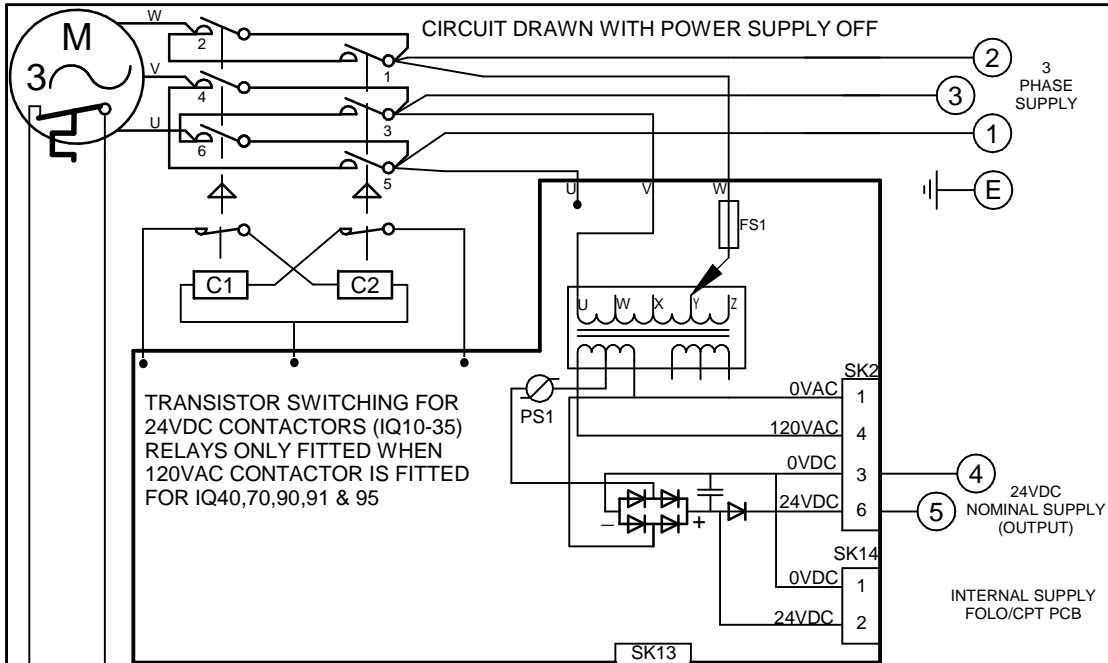 CIRCUIT DRAWN WITH POWER SUPPLY OFF
W
M
3
V
U
2
4
6
1
3
5
2
3
1
E
3
PHASE
SUPPLY
U
V
W
FS1
C1
C2
U
W
X
Y
Z
TRANSISTOR SWITCHING FOR
24VDC CONTACTORS (IQ10-35)
RELAYS ONLY FITTED WHEN
120VAC CONTACTOR IS FITTED
FOR IQ40,70,90,91 & 95
PS1
SK2
0VAC
1
120VAC
4
0VDC
3
24VDC
6
4
5
24VDC
NOMINAL SUPPLY
(OUTPUT)
– +
SK14
0VDC
1
24VDC
2
INTERNAL SUPPLY
FOLO/CPT PCB
SK13